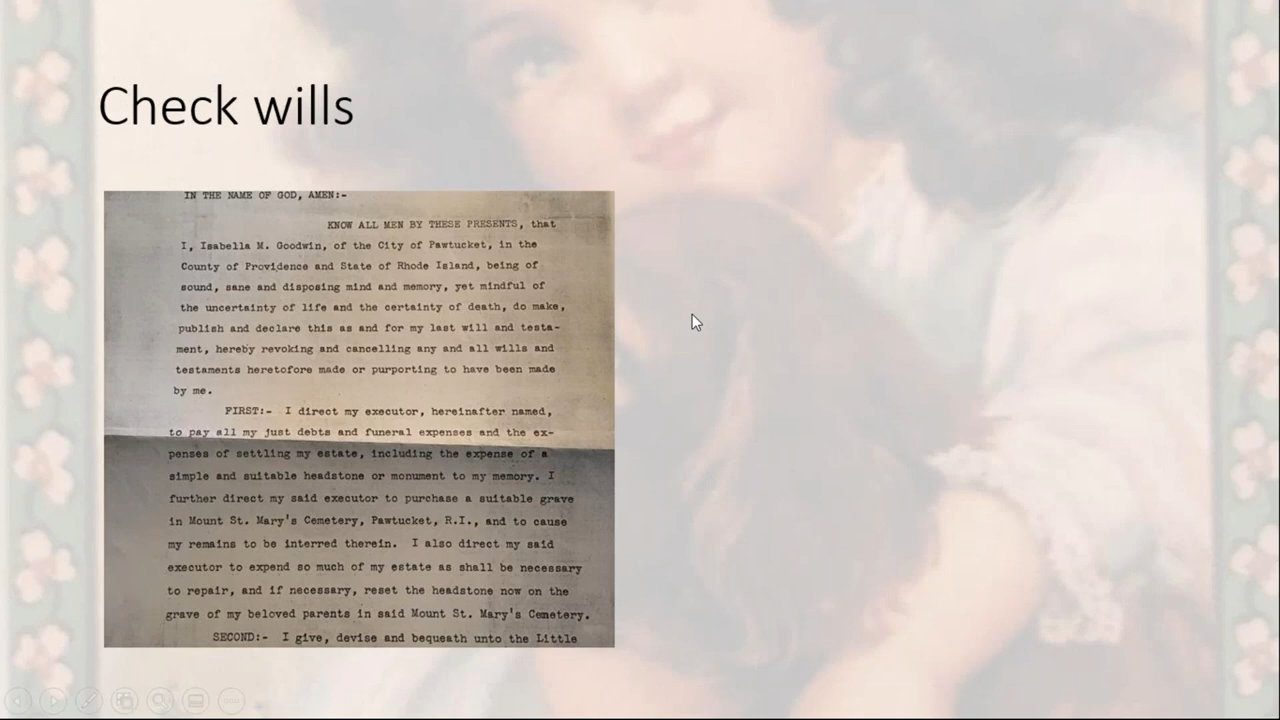 Check wills
IN THE NAME OF GOD, AMEN:-
KNOW ALL MEN BY THESE PRESENTS, that
I, Isabella M. Goodwin, of the City of Pawtucket, in the
County of Providence and State of Rhode Island, being of
sound, sane and disposing mind and memory, yet mindful of
the uncertainty of life and the certainty of death, do make,
publish and declare this as and for my last will and testa-
ment, hereby revoking and cancelling any and all wills and
testaments heretofore made or purporting to have been made
by me.
FIRST:- I direct my executor, hereinafter named,
to pay all my just debts and funeral expenses and the ex-
penses of settling my estate, including the expense of a
simple and suitable headstone or monument to my memory. I
further direct my said executor to purchase a suitable grave
in Mount St. Mary's Cemetery, Pawtucket, R.I., and to cause
my remains to be interred therein. I also direct my said
executor to expend so much of my estate as shall be necessary
to repair, and if necessary, reset the headstone now on the
grave of my beloved parents in said Mount St. Mary's Cemetery.
SECOND:- I give, devise and bequeath unto the Little